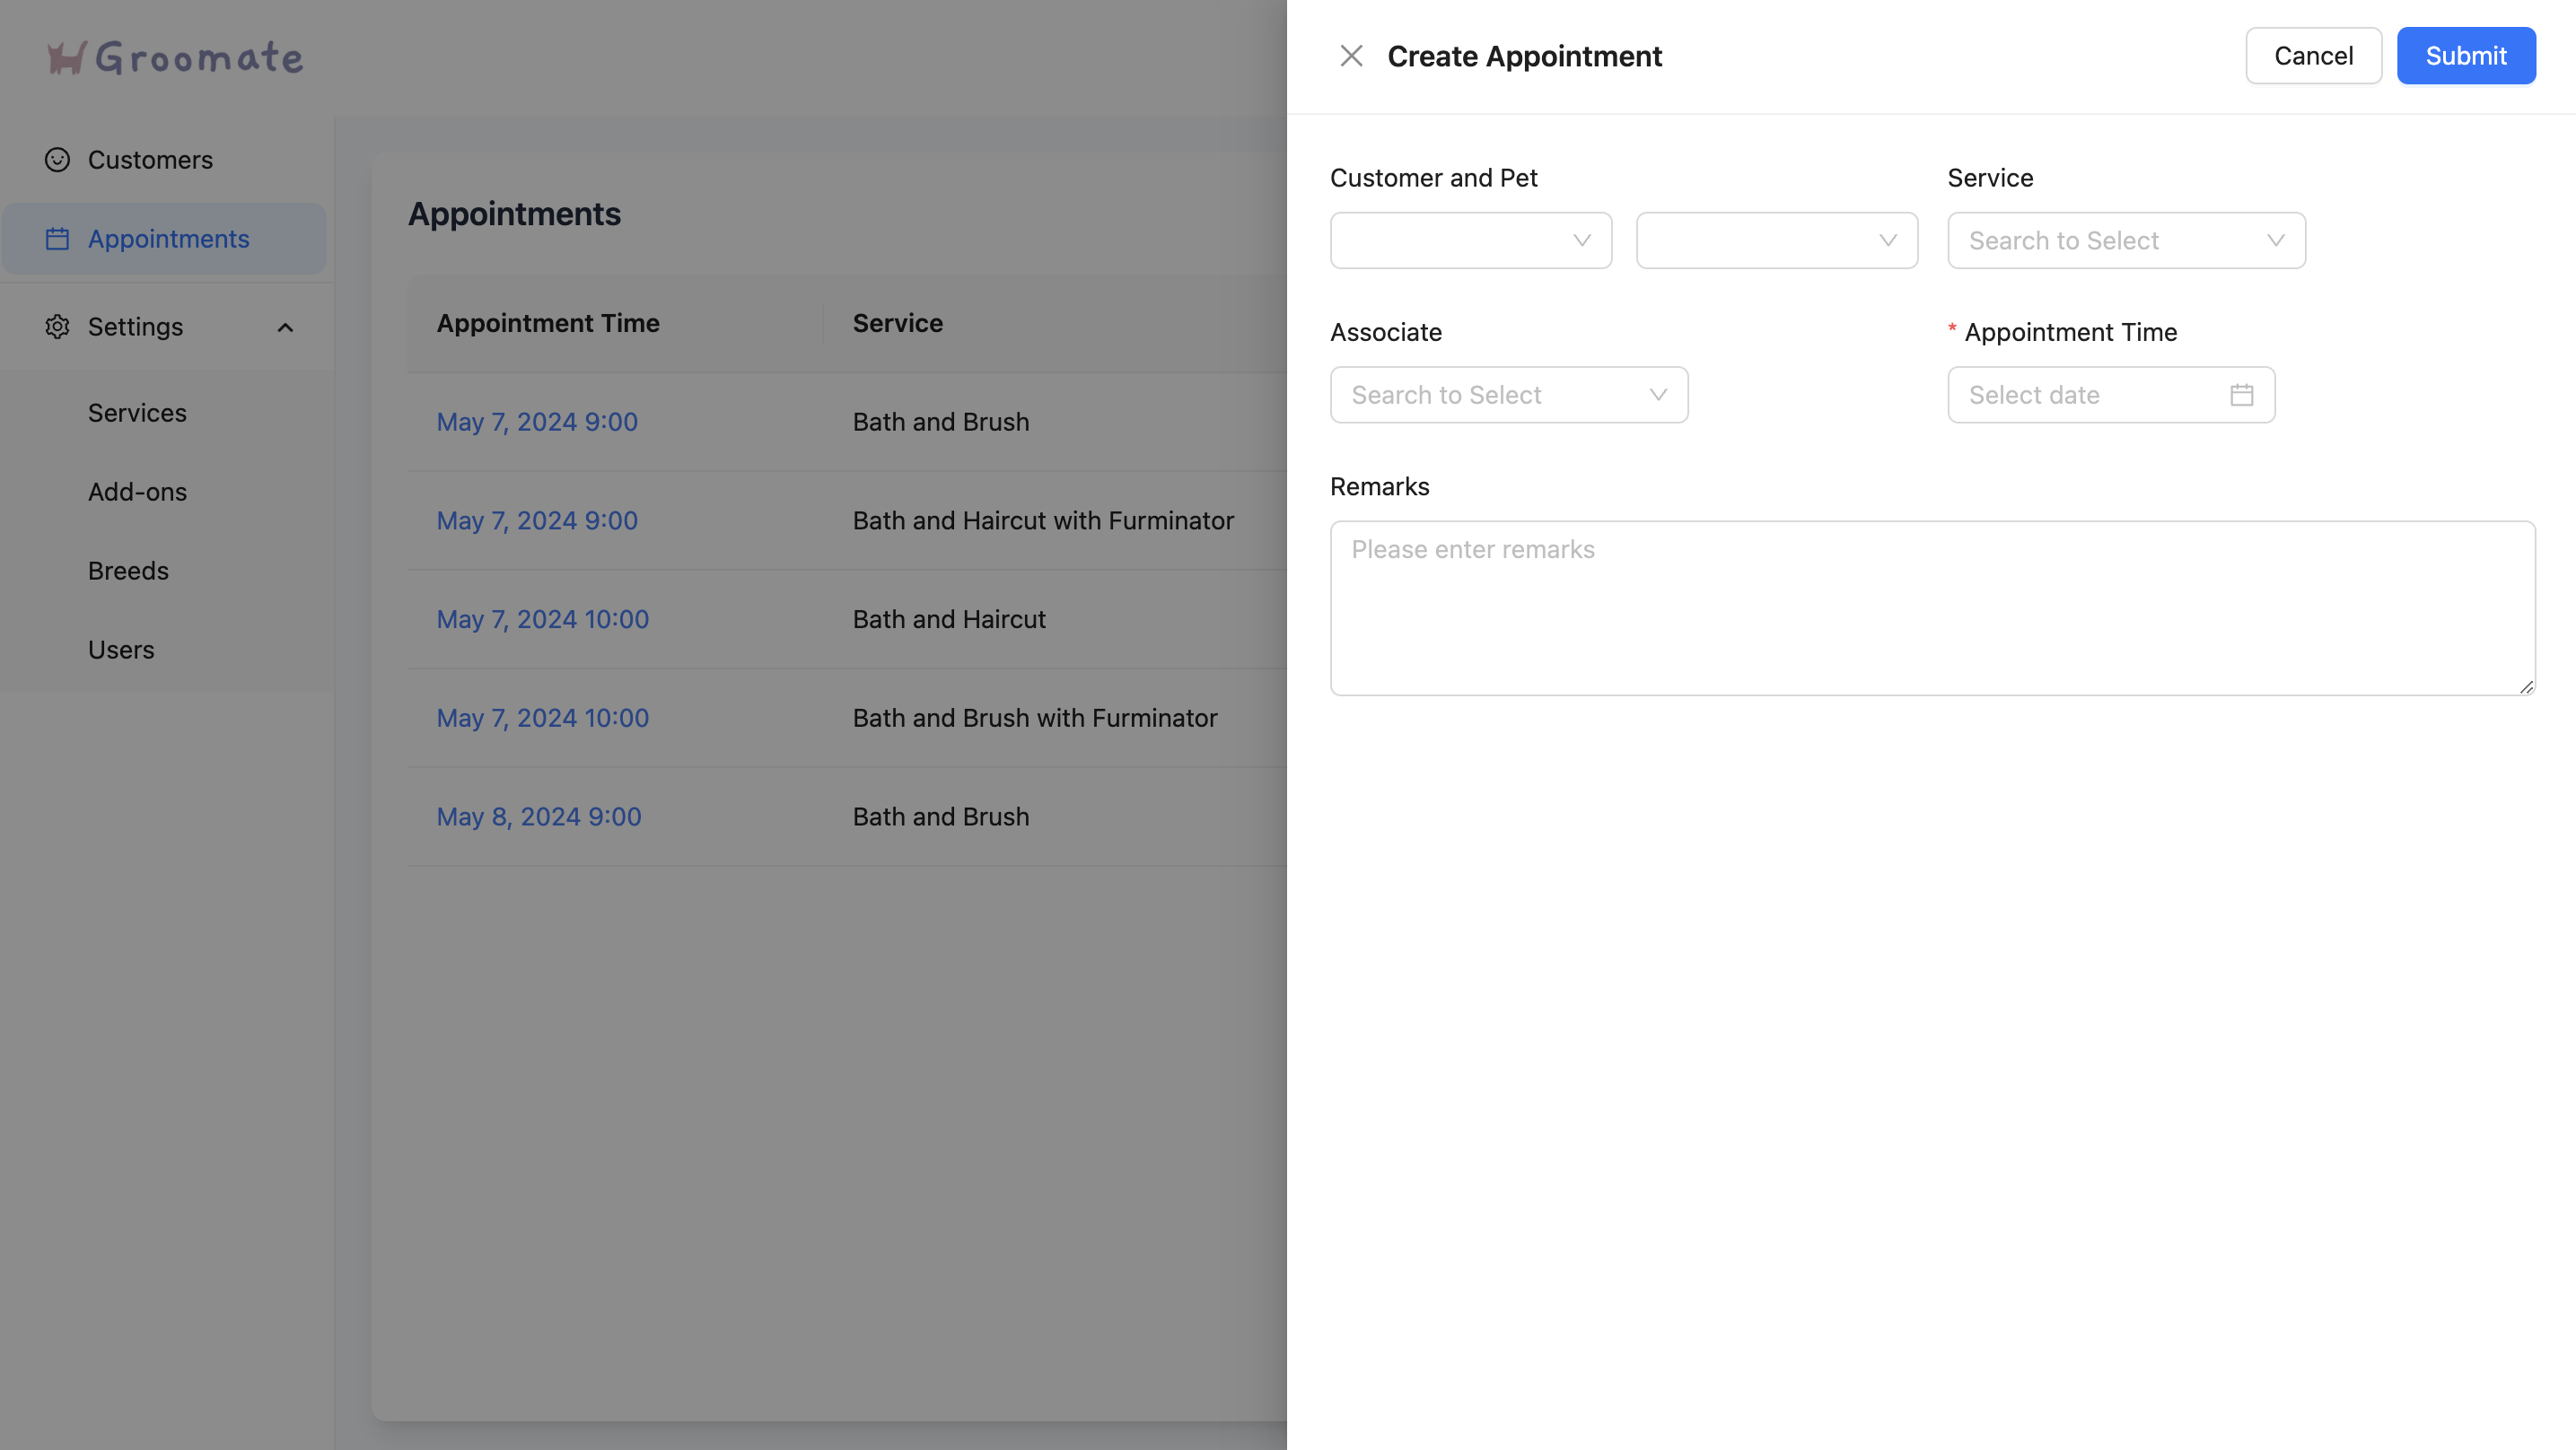 Groomate
Customers
Appointments
Settings
Services
Add-ons
Breeds
Users
Appointments
Appointment Time Service
May 7, 2024 9:00 Bath and Brush
May 7, 2024 9:00 Bath and Haircut with Furminator
May 7, 2024 10:00 Bath and Haircut
May 7, 2024 10:00 Bath and Brush with Furminator
May 8, 2024 9:00 Bath and Brush
Create Appointment
Cancel Submit
Customer and Pet Service
Search to Select
Associate * Appointment Time
Search to Select Select date
Remarks
Please enter remarks